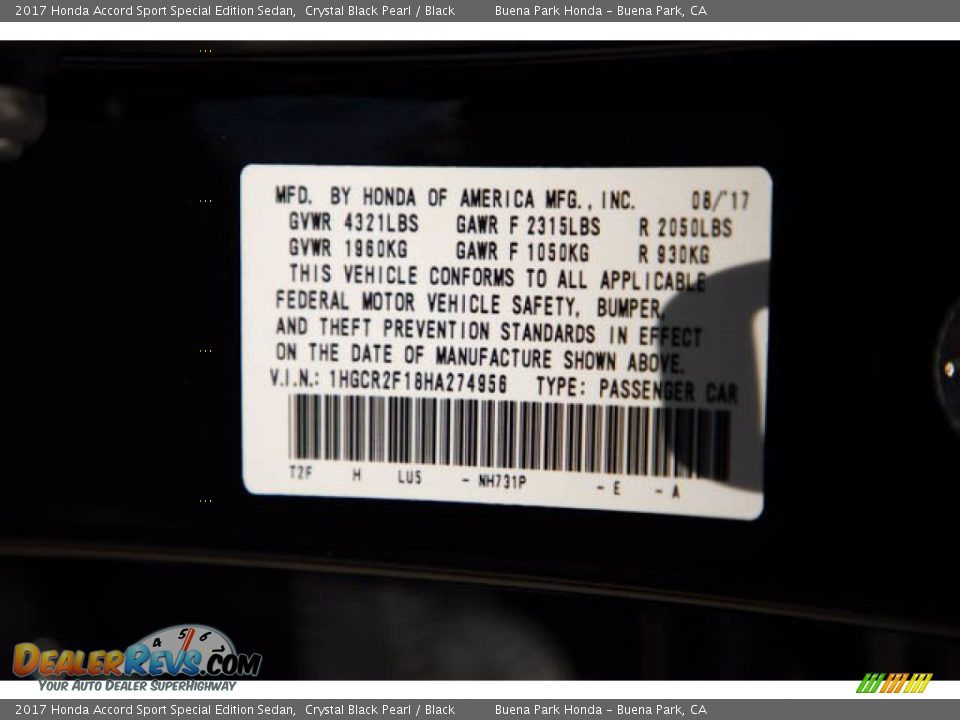 2017 Honda Accord Sport Special Edition Sedan, Crystal Black Pearl / Black Buena Park Honda - Buena Park, CA
MFD. BY HONDA OF AMERICA MFG., INC. 08/'17
GVWR 4321LBS GAWR F 2315LBS R 2050LBS
GVWR 1960KG GAWR F 1050KG R 930KG
THIS VEHICLE CONFORMS TO ALL APPLICABLE
FEDERAL MOTOR VEHICLE SAFETY, BUMPER,
AND THEFT PREVENTION STANDARDS IN EFFECT
ON THE DATE OF MANUFACTURE SHOWN ABOVE.
V.I.N.: 1HGCR2F18HA274956 TYPE: PASSENGER CAR
T2F H LU5 - NH731P - E - A
4 5 6
DEALERREVS.COM
YOUR AUTO DEALER SUPERHIGHWAY
2017 Honda Accord Sport Special Edition Sedan, Crystal Black Pearl / Black Buena Park Honda - Buena Park, CA